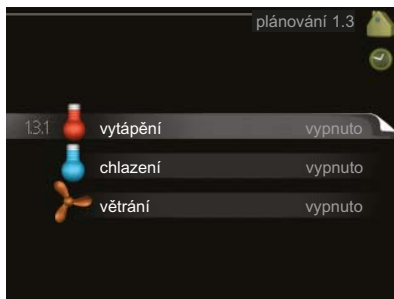 plánování 1.3
1.3.1 vytápění vypnuto
chlazení vypnuto
větrání vypnuto